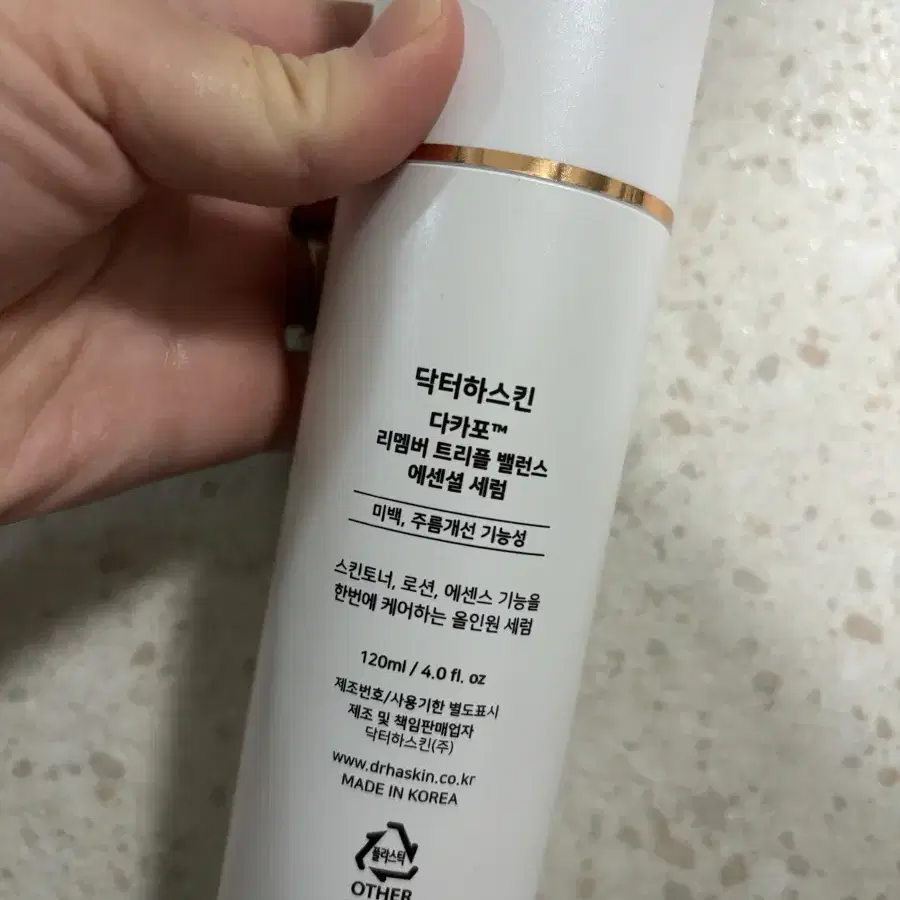 닥터하스킨
다카포™
리멤버 트리플 밸런스
에센셜 세럼
미백, 주름개선 기능성
스킨토너, 로션, 에센스 기능을
한번에 케어하는 올인원 세럼
120ml / 4.0 fl. oz
제조번호/사용기한 별도표시
제조 및 책임판매업자
닥터하스킨(주)
www.drhaskin.co.kr
MADE IN KOREA
플라스틱
OTHER